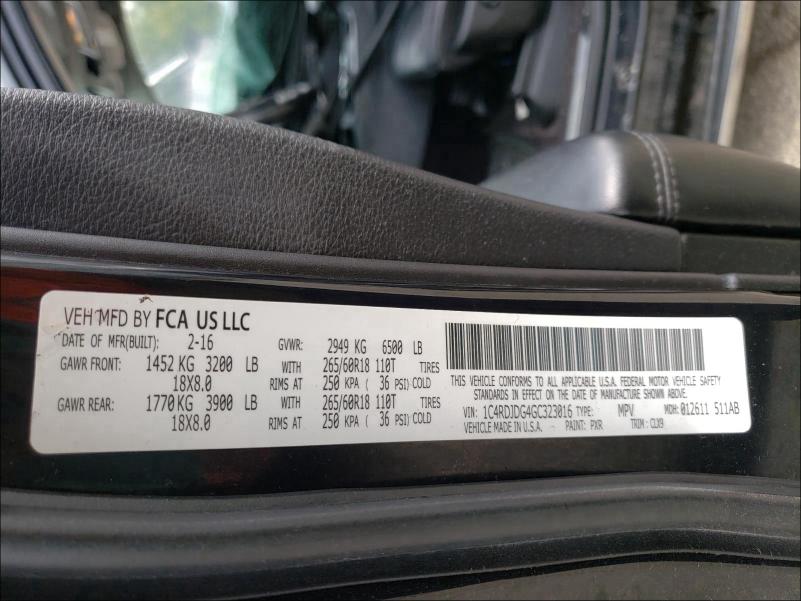 VEH MFD BY FCA US LLC
DATE OF MFR(BUILT): 2-16 GVWR: 2949 KG 6500 LB
GAWR FRONT: 1452 KG 3200 LB WITH 265/60R18 110T TIRES
18X8.0 RIMS AT 250 KPA ( 36 PSI) COLD
GAWR REAR: 1770 KG 3900 LB WITH 265/60R18 110T TIRES
18X8.0 RIMS AT 250 KPA ( 36 PSI) COLD
THIS VEHICLE CONFORMS TO ALL APPLICABLE U.S.A. FEDERAL MOTOR VEHICLE SAFETY
STANDARDS IN EFFECT ON THE DATE OF MANUFACTURE SHOWN ABOVE.
VIN: 1C4RDJDG4GC323016 TYPE: MPV MDH: 012611 511AB
VEHICLE MADE IN U.S.A. PAINT: PXR TRIM: CLX9